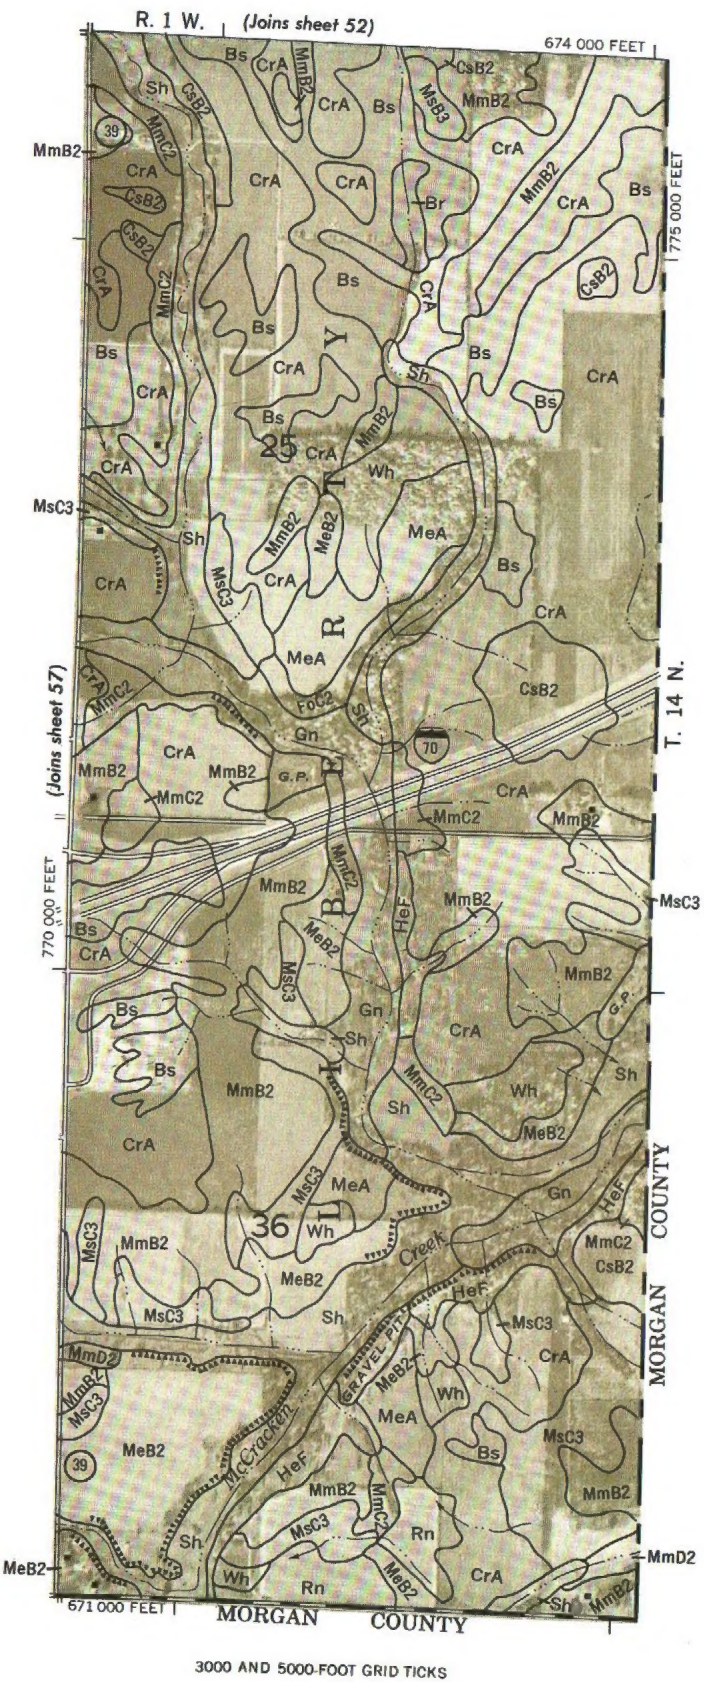 R. 1 W. (Joins sheet 52)
674 000 FEET
Bs CrA MmB2 CsB2
Sh CsB2 CrA Bs MsB3 MmB2
39 MmC2 CrA
MmB2
CrA CrA CrA MmB2 CrA Bs
CsB2 Br
775 000 FEET
CsB2
CrA MmC2 Bs CrA CsB2
Bs Y
Bs CrA Sh Bs CrA
CrA Bs MmB2 Bs
25 CrA
CrA T Wh
MsC3
Sh MmB2 MeB2 MeA
CrA MsC3 CrA Bs
R CrA
MeA
CrA CsB2
MmC2 FoC2 Sh
T. 14 N.
(Joins sheet 57)
Gn 70
CrA
MmB2 MmB2 G.P. E
MmC2 CrA
MmC2 MmB2
MmC2
770 000 FEET
MmB2 MmB2 MsC3
B HeF
Bs MeB2
CrA MsC3 MmB2
Bs Gn G.P.
Sh CrA
Bs I Sh
MmB2 MmC2 Wh
Sh
CrA MeB2
MsC3 MeA
Gn HeF
36 Wh L
MsC3 MmB2 Creek MmC2
MeB2 CsB2
HeF
MsC3 Sh MsC3
MORGAN COUNTY
MmD2 GRAVEL PIT CrA
MmB2 MeB2
MsC3 Wh
MeA
MeB2 McCracken MsC3
Bs
39 HeF
MmB2 MmC2 MmB2
MsC3 Rn
Sh
MeB2 MmD2
Wh MeB2 CrA
Rn Sh MmB2
671 000 FEET
MORGAN COUNTY
3000 AND 5000-FOOT GRID TICKS